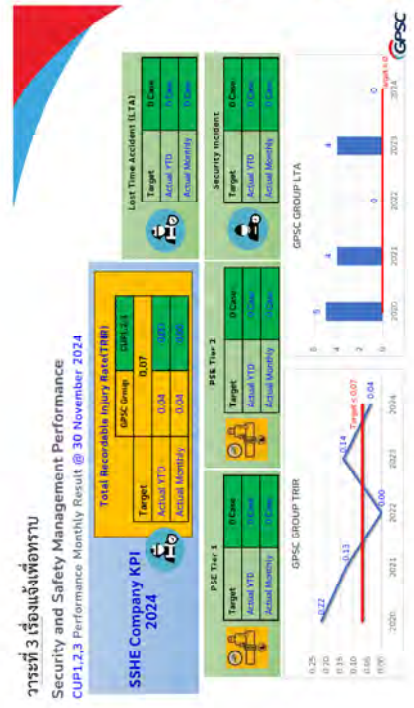 วาระที่ 3 เรื่องแจ้งเพื่อทราบ
Security and Safety Management Performance
CUP1,2,3 Performance Monthly Result @ 30 November 2024
SSHE Company KPI
2024
Total Recordable Injury Rate(TRIR)
GPSC Group CUP1,2,3
Target 0.07
Actual YTD 0.04
Actual Monthly 0.04
Lost Time Accident (LTA)
Target 0 Case
Actual YTD 0 Case
Actual Monthly 0 Case
PSE Tier 1
Target 0 Case
Actual YTD 0 Case
Actual Monthly 0 Case
PSE Tier 2
Target 0 Case
Actual YTD 0 Case
Actual Monthly 0 Case
Security Incident
Target 0 Case
Actual YTD 0 Case
Actual Monthly 0 Case
GPSC GROUP TRIR
0.25
0.20
0.15
0.10
0.05
0.00
0.22
0.13
0.00
0.14
0.04
Target ≤ 0.07
2020 2021 2022 2023 2024
GPSC GROUP LTA
6
4
2
0
5
4
0
4
0
2020 2021 2022 2023 2024
GPSC